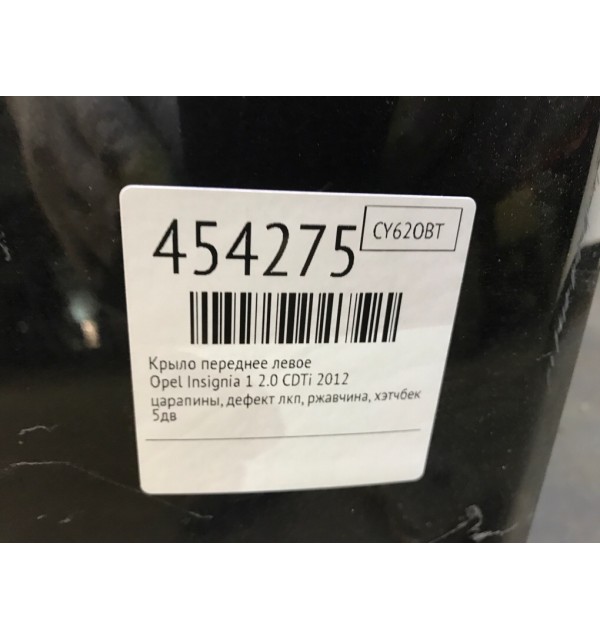 454275
CY620BT
Крыло переднее левое
Opel Insignia 1 2.0 CDTi 2012
царапины, дефект лкп, ржавчина, хэтчбек
5дв